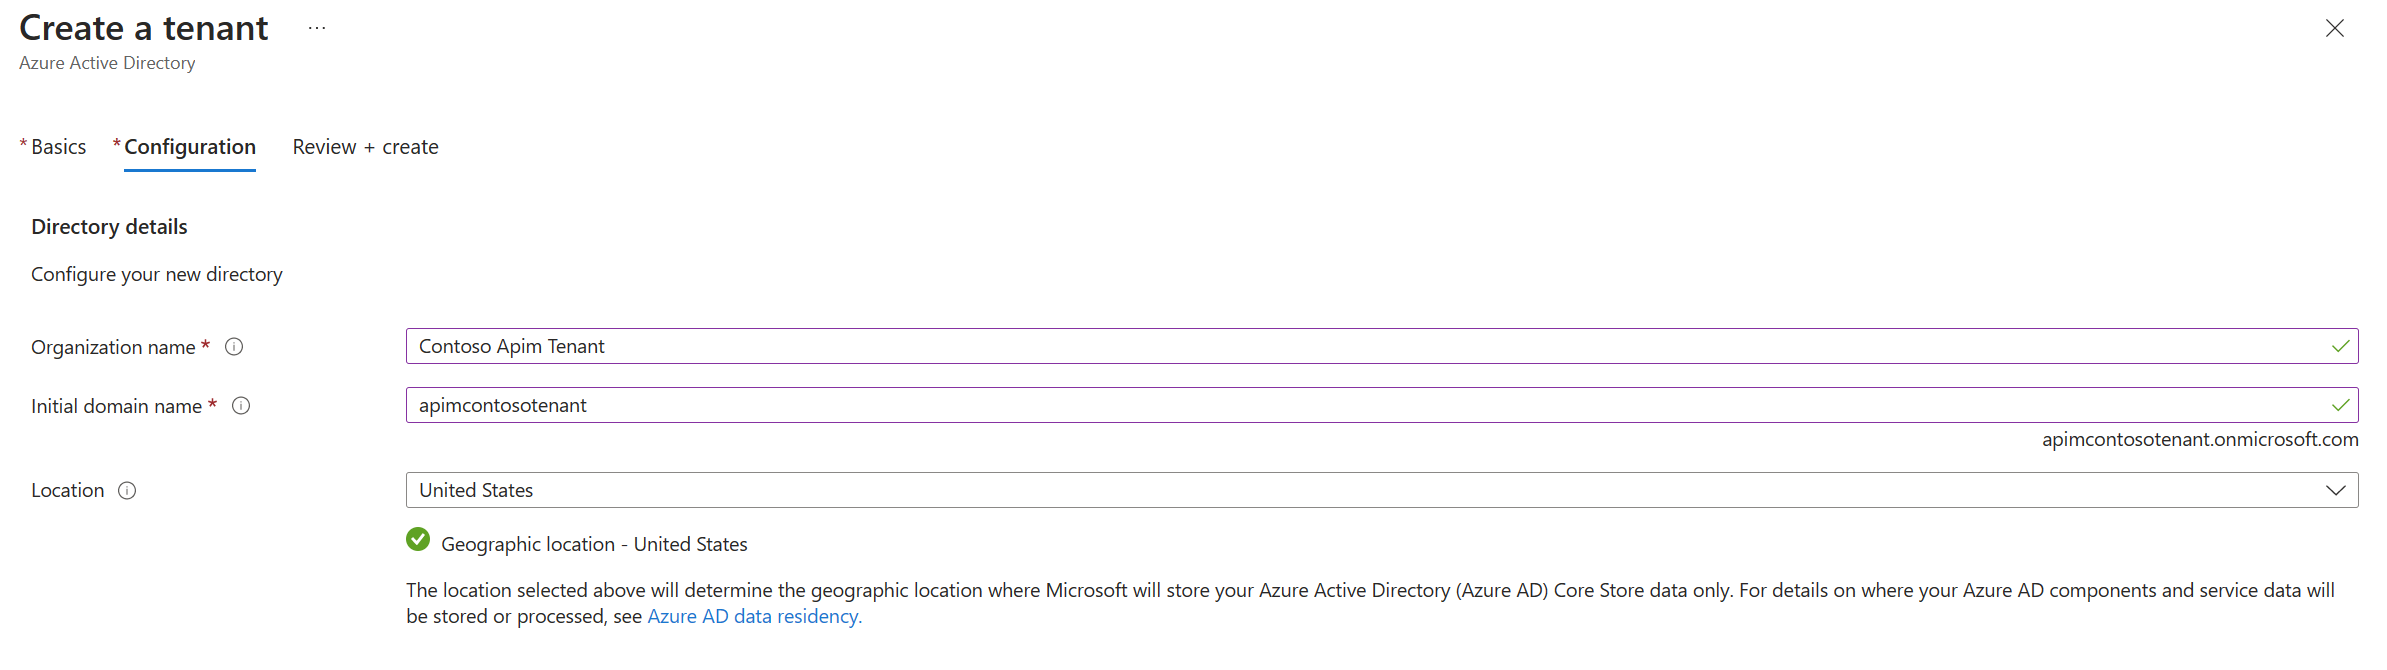 Create a tenant ...
Azure Active Directory
* Basics * Configuration Review + create
Directory details
Configure your new directory
Organization name * Contoso Apim Tenant
Initial domain name * apimcontosotenant
apimcontosotenant.onmicrosoft.com
Location United States
Geographic location - United States
The location selected above will determine the geographic location where Microsoft will store your Azure Active Directory (Azure AD) Core Store data only. For details on where your Azure AD components and service data will
be stored or processed, see Azure AD data residency.